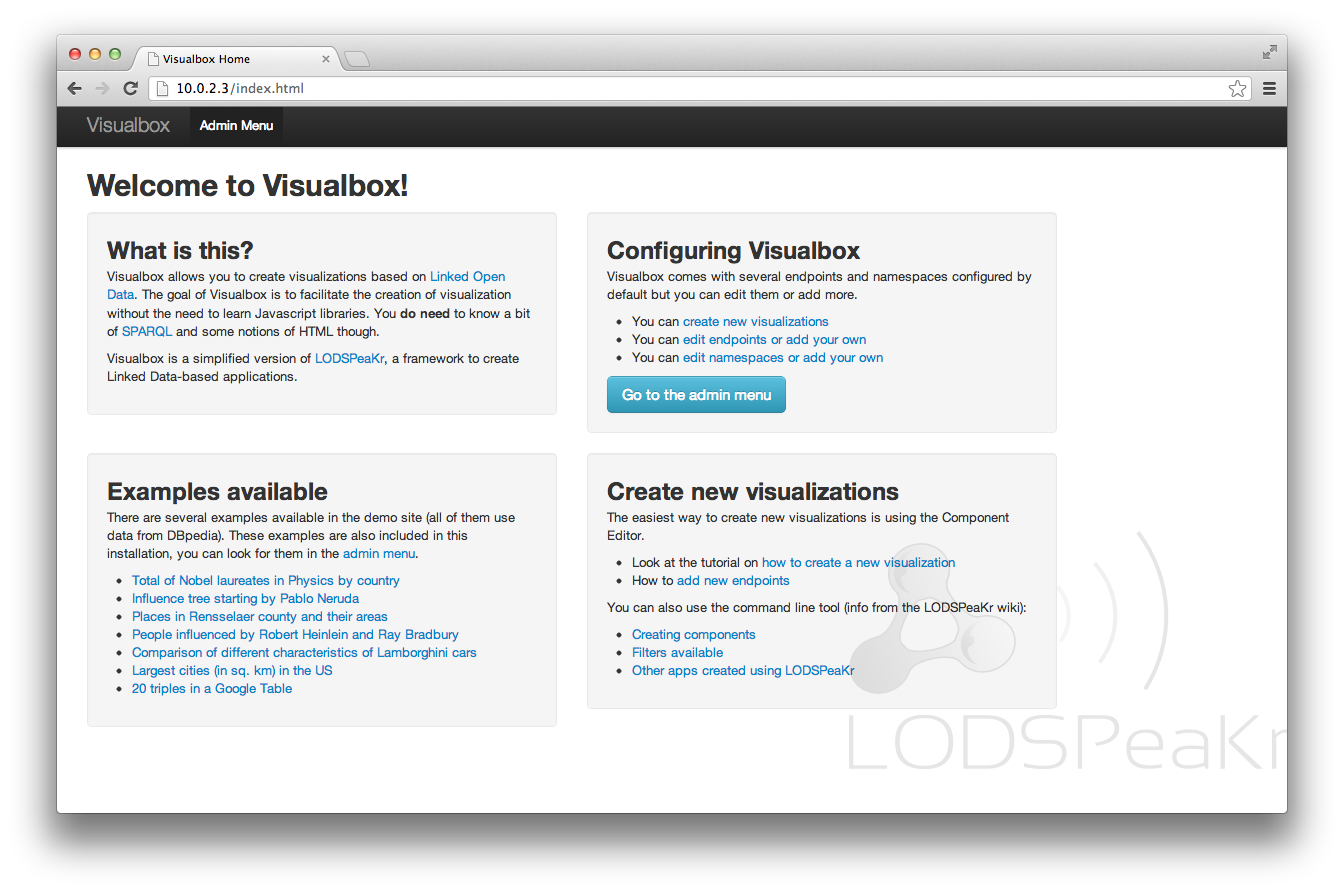 Visualbox Home
10.0.2.3/index.html
Visualbox
Admin Menu
Welcome to Visualbox!
What is this?
Visualbox allows you to create visualizations based on Linked Open
Data. The goal of Visualbox is to facilitate the creation of visualization
without the need to learn Javascript libraries. You do need to know a bit
of SPARQL and some notions of HTML though.
Visualbox is a simplified version of LODSPeaKr, a framework to create
Linked Data-based applications.
Configuring Visualbox
Visualbox comes with several endpoints and namespaces configured by
default but you can edit them or add more.
• You can create new visualizations
• You can edit endpoints or add your own
• You can edit namespaces or add your own
Go to the admin menu
Examples available
There are several examples available in the demo site (all of them use
data from DBpedia). These examples are also included in this
installation, you can look for them in the admin menu.
• Total of Nobel laureates in Physics by country
• Influence tree starting by Pablo Neruda
• Places in Rensselaer county and their areas
• People influenced by Robert Heinlein and Ray Bradbury
• Comparison of different characteristics of Lamborghini cars
• Largest cities (in sq. km) in the US
• 20 triples in a Google Table
Create new visualizations
The easiest way to create new visualizations is using the Component
Editor.
• Look at the tutorial on how to create a new visualization
• How to add new endpoints
You can also use the command line tool (info from the LODSPeaKr wiki):
• Creating components
• Filters available
• Other apps created using LODSPeaKr
LODSPeaKr